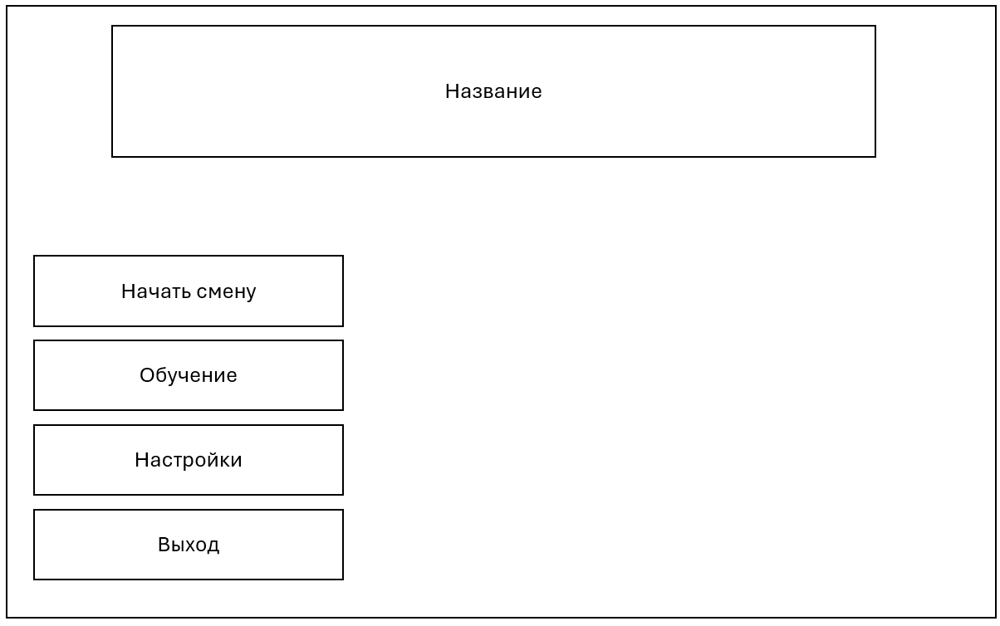 Название
Начать смену
Обучение
Настройки
Выход